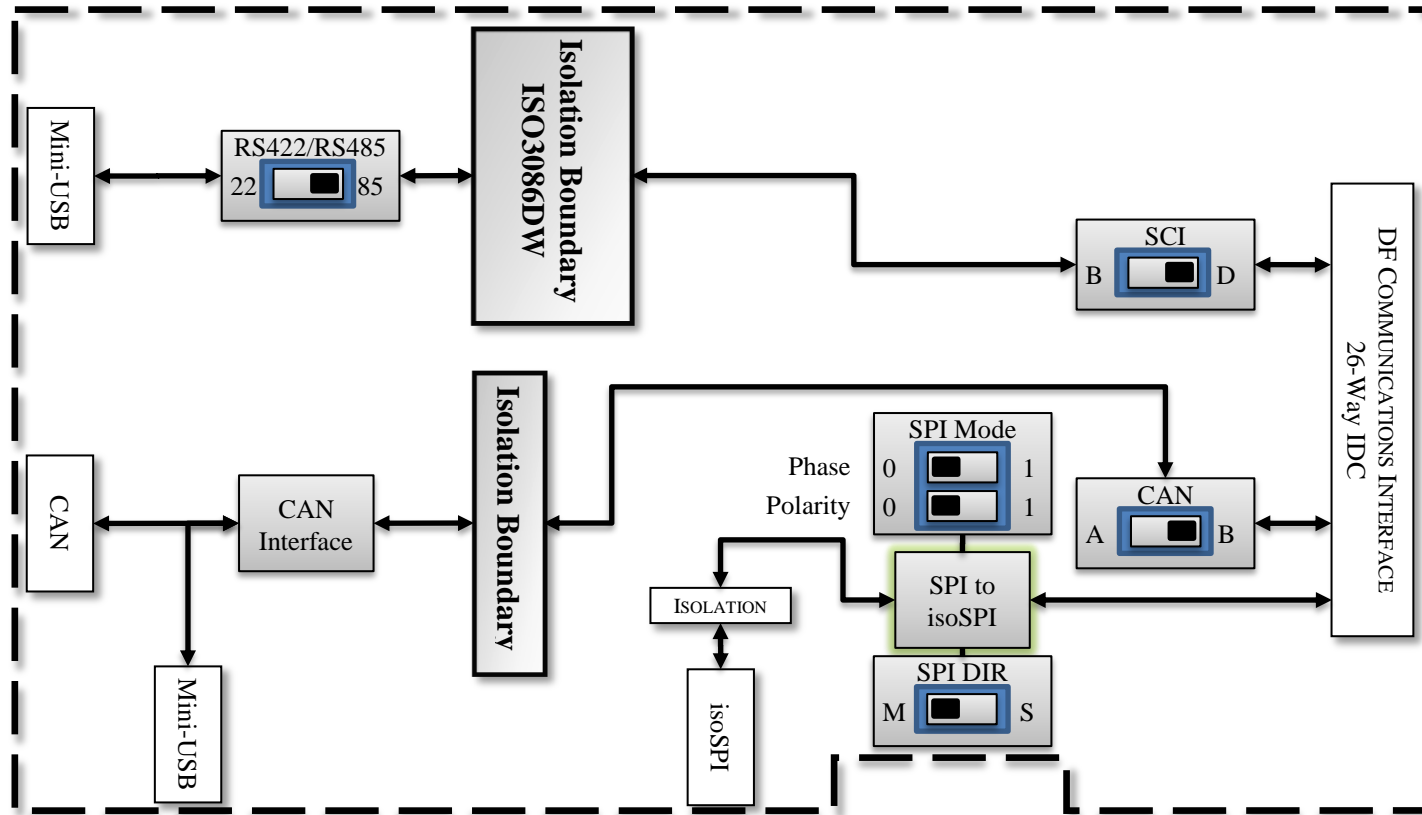 Isolation Boundary
ISO3086DW
Mini-USB
RS422/RS485
22
85
SCI
B
D
DF COMMUNICATIONS INTERFACE
26-Way IDC
Isolation Boundary
SPI Mode
Phase
0
1
Polarity
0
1
CAN
CAN
Interface
CAN
A
B
SPI to
isoSPI
ISOLATION
SPI DIR
M
S
Mini-USB
isoSPI